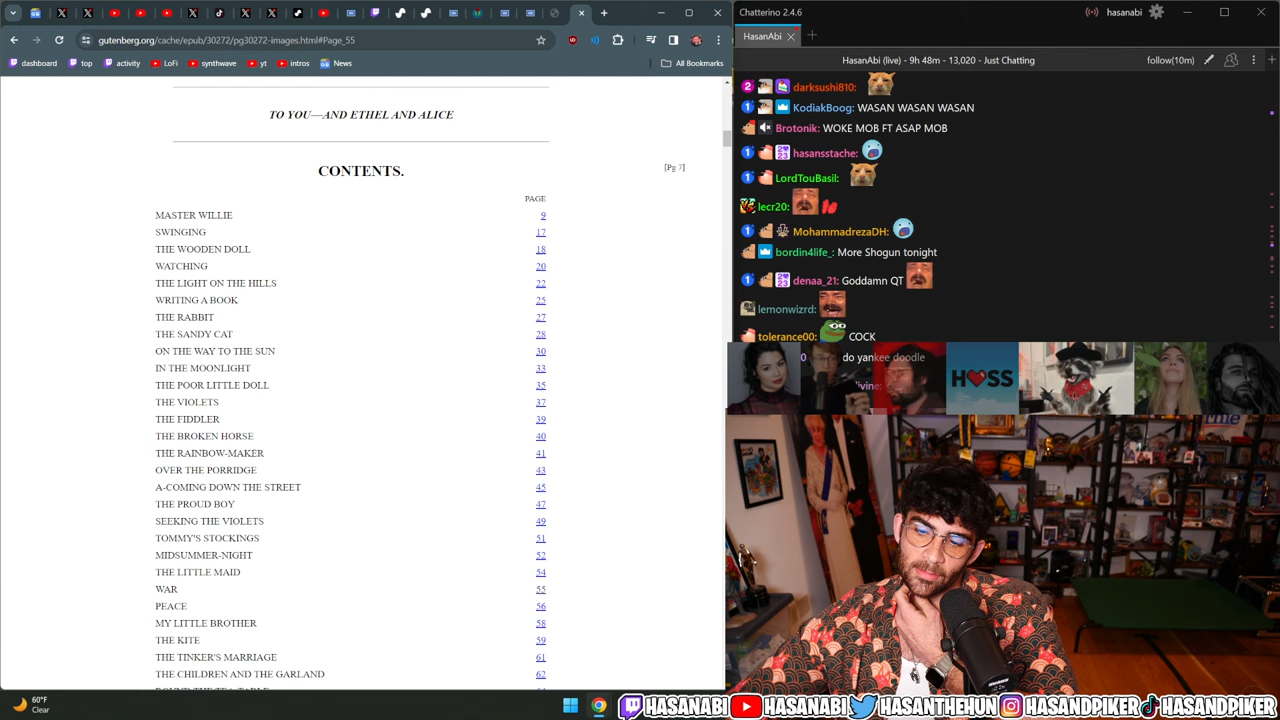 gutenberg.org/cache/epub/30272/pg30272-images.html#Page_55
dashboard
top
activity
LoFi
synthwave
yt
intros
News
All Bookmarks
TO YOU—AND ETHEL AND ALICE
CONTENTS.
[Pg 7]
PAGE
MASTER WILLIE 9
SWINGING 17
THE WOODEN DOLL 18
WATCHING 20
THE LIGHT ON THE HILLS 22
WRITING A BOOK 25
THE RABBIT 27
THE SANDY CAT 28
ON THE WAY TO THE SUN 30
IN THE MOONLIGHT 33
THE POOR LITTLE DOLL 35
THE VIOLETS 37
THE FIDDLER 39
THE BROKEN HORSE 40
THE RAINBOW-MAKER 41
OVER THE PORRIDGE 43
A-COMING DOWN THE STREET 45
THE PROUD BOY 47
SEEKING THE VIOLETS 49
TOMMY'S STOCKINGS 51
MIDSUMMER-NIGHT 52
THE LITTLE MAID 54
WAR 55
PEACE 56
MY LITTLE BROTHER 58
THE KITE 59
THE TINKER'S MARRIAGE 61
THE CHILDREN AND THE GARLAND 62
60°F
Clear
Chatterino 2.4.6
hasanabi
HasanAbi
HasanAbi (live) - 9h 48m - 13,020 - Just Chatting
follow(10m)
darksushi810:
KodiakBoog: WASAN WASAN WASAN
Brotonik: WOKE MOB FT ASAP MOB
hasansstache:
LordTouBasil:
lecr20:
MohammadrezaDH:
bordin4life_: More Shogun tonight
denaa_21: Goddamn QT
lemonwizrd:
tolerance00: COCK
do yankee doodle
H❤SS
HASANABI
HASANABI
HASANTHEHUN
HASANDPIKER
HASANDPIKER